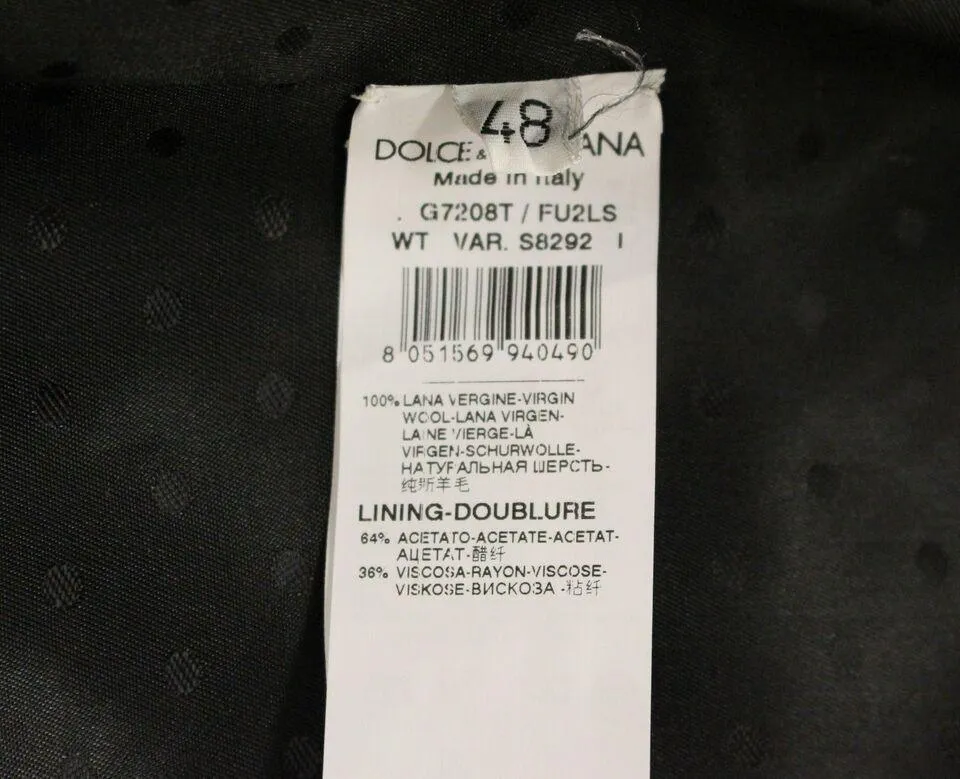 48
DOLCE & ANA
Made in Italy
. G7208T / FU2LS
WT VAR. S8292 I
8 051569 940490
100% LANA VERGINE-VIRGIN
WOOL-LANA VIRGEN-
LAINE VIERGE-LÀ
VIRGEN-SCHURWOLLE-
НАТУРАЛЬНАЯ ШЕРСТЬ-
纯新羊毛
LINING-DOUBLURE
64% ACETATO-ACETATE-ACETAT-
АЦЕТАТ-醋纤
36% VISCOSA-RAYON-VISCOSE-
VISKOSE-ВИСКОЗА -粘纤